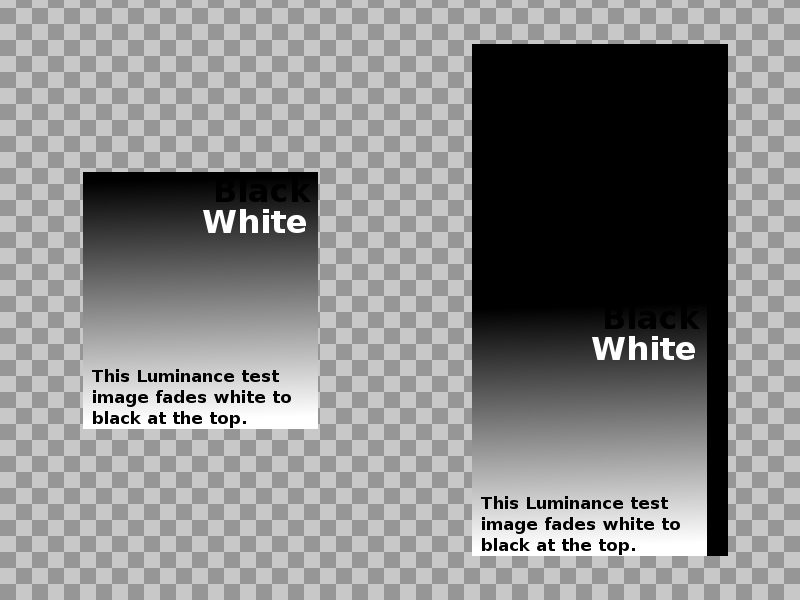 Black
White
This Luminance test
image fades white to
black at the top.
Black
White
This Luminance test
image fades white to
black at the top.